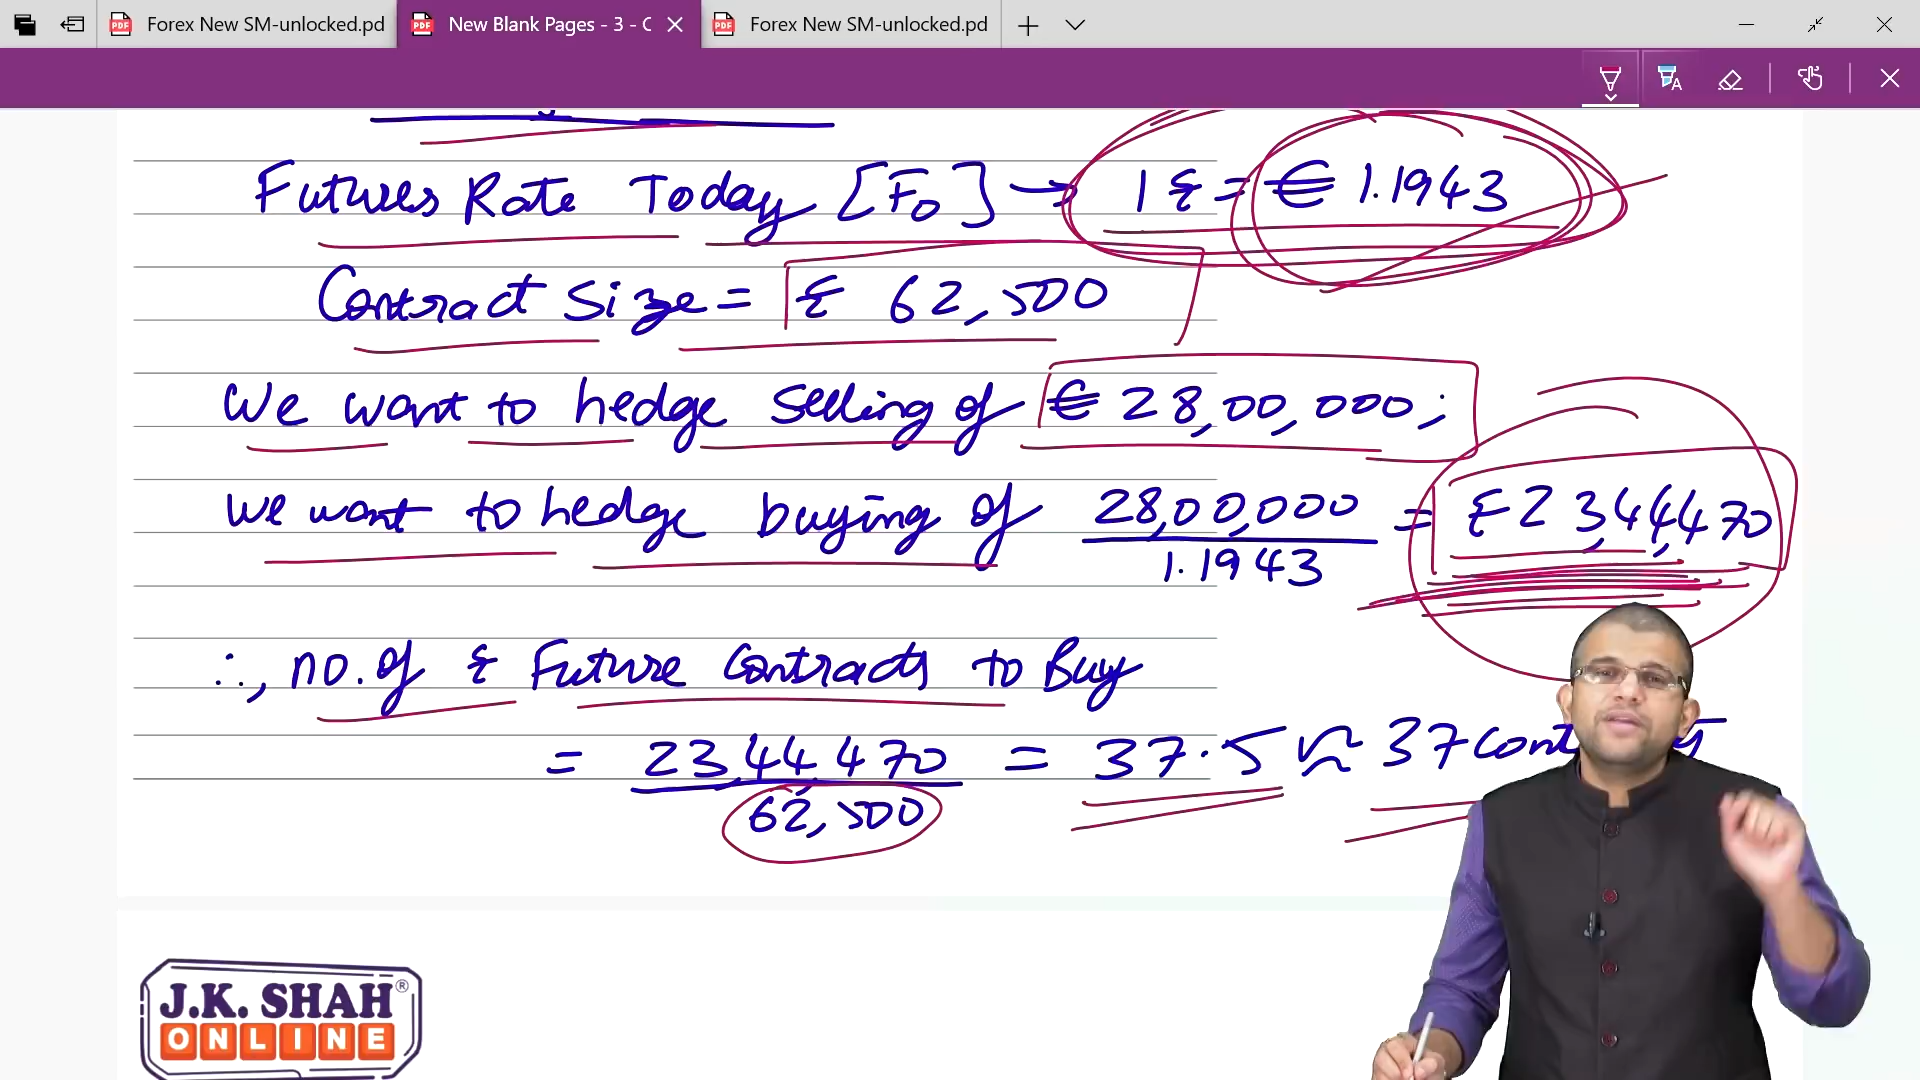 Forex New SM-unlocked.pd
New Blank Pages - 3 - C
Forex New SM-unlocked.pd
Futures Rate Today [F0] → 1 £ = € 1.1943
Contract Size = £ 62,500
We want to hedge selling of € 28,00,000;
We want to hedge buying of 28,00,000 / 1.1943 = £ 23,44,470
∴, no. of £ Future Contracts to Buy
= 23,44,470 / 62,500 = 37.5 ≈ 37
J.K. SHAH®
ONLINE